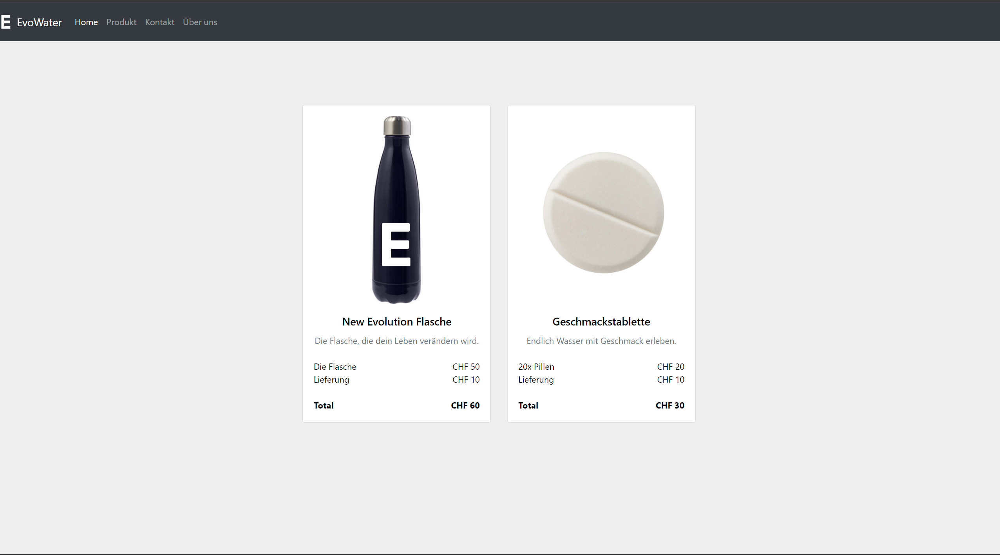 E EvoWater Home Produkt Kontakt Über uns
E
New Evolution Flasche
Die Flasche, die dein Leben verändern wird.
Die Flasche CHF 50
Lieferung CHF 10
Total CHF 60
Geschmackstablette
Endlich Wasser mit Geschmack erleben.
20x Pillen CHF 20
Lieferung CHF 10
Total CHF 30